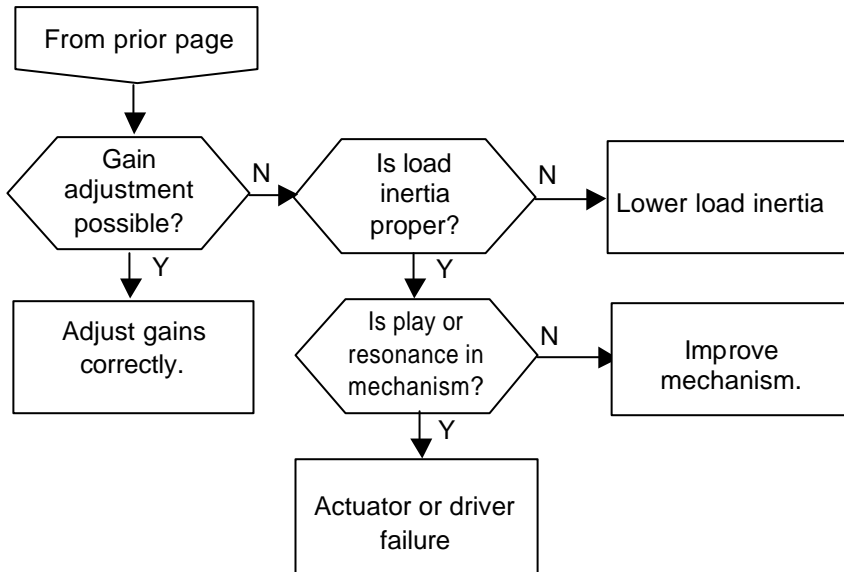 From prior page
Gain
adjustment
possible?
N
Is load
inertia
proper?
N
Lower load inertia
Y
Y
Adjust gains
correctly.
Is play or
resonance in
mechanism?
N
Improve
mechanism.
Y
Actuator or driver
failure